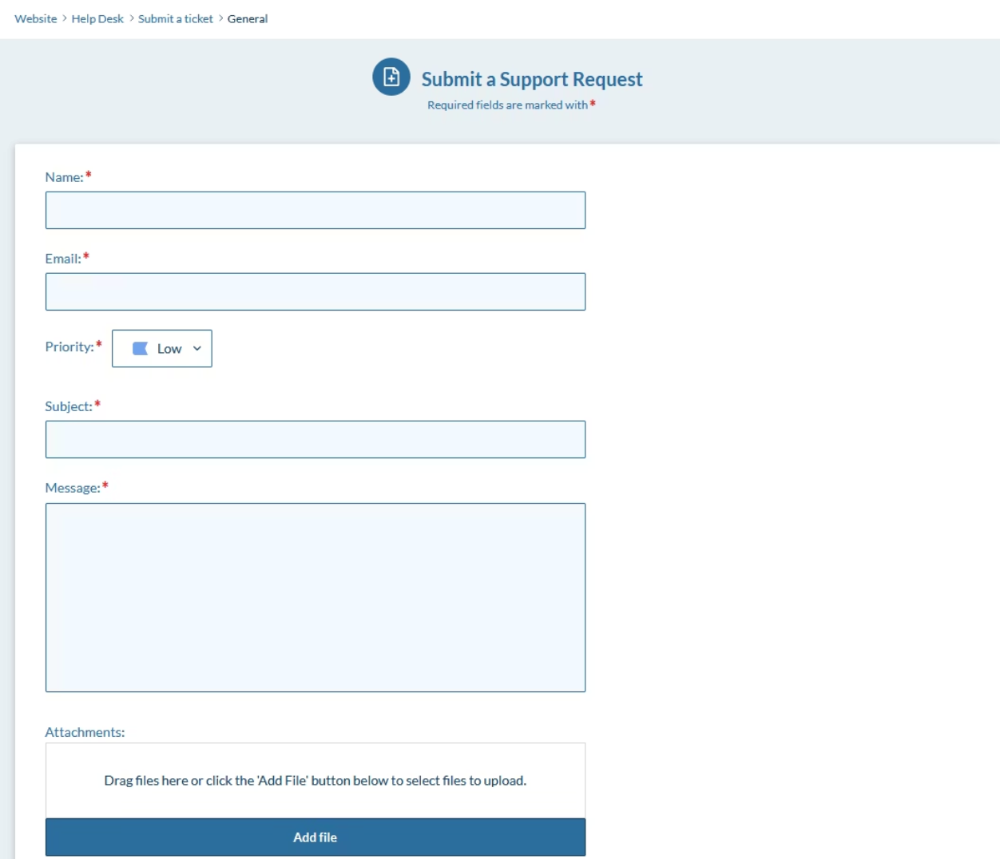 Website > Help Desk > Submit a ticket > General
Submit a Support Request
Required fields are marked with *
Name: *
Email: *
Priority: * Low
Subject: *
Message: *
Attachments:
Drag files here or click the 'Add File' button below to select files to upload.
Add file